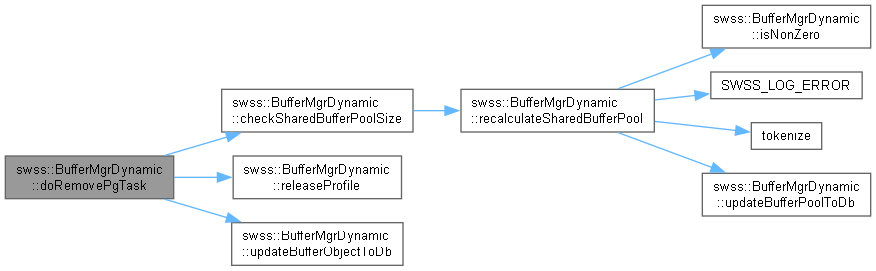 swss::BufferMgrDynamic
::doRemovePgTask
swss::BufferMgrDynamic
::checkSharedBufferPoolSize
swss::BufferMgrDynamic
::releaseProfile
swss::BufferMgrDynamic
::updateBufferObjectToDb
swss::BufferMgrDynamic
::recalculateSharedBufferPool
swss::BufferMgrDynamic
::isNonZero
SWSS_LOG_ERROR
tokenize
swss::BufferMgrDynamic
::updateBufferPoolToDb